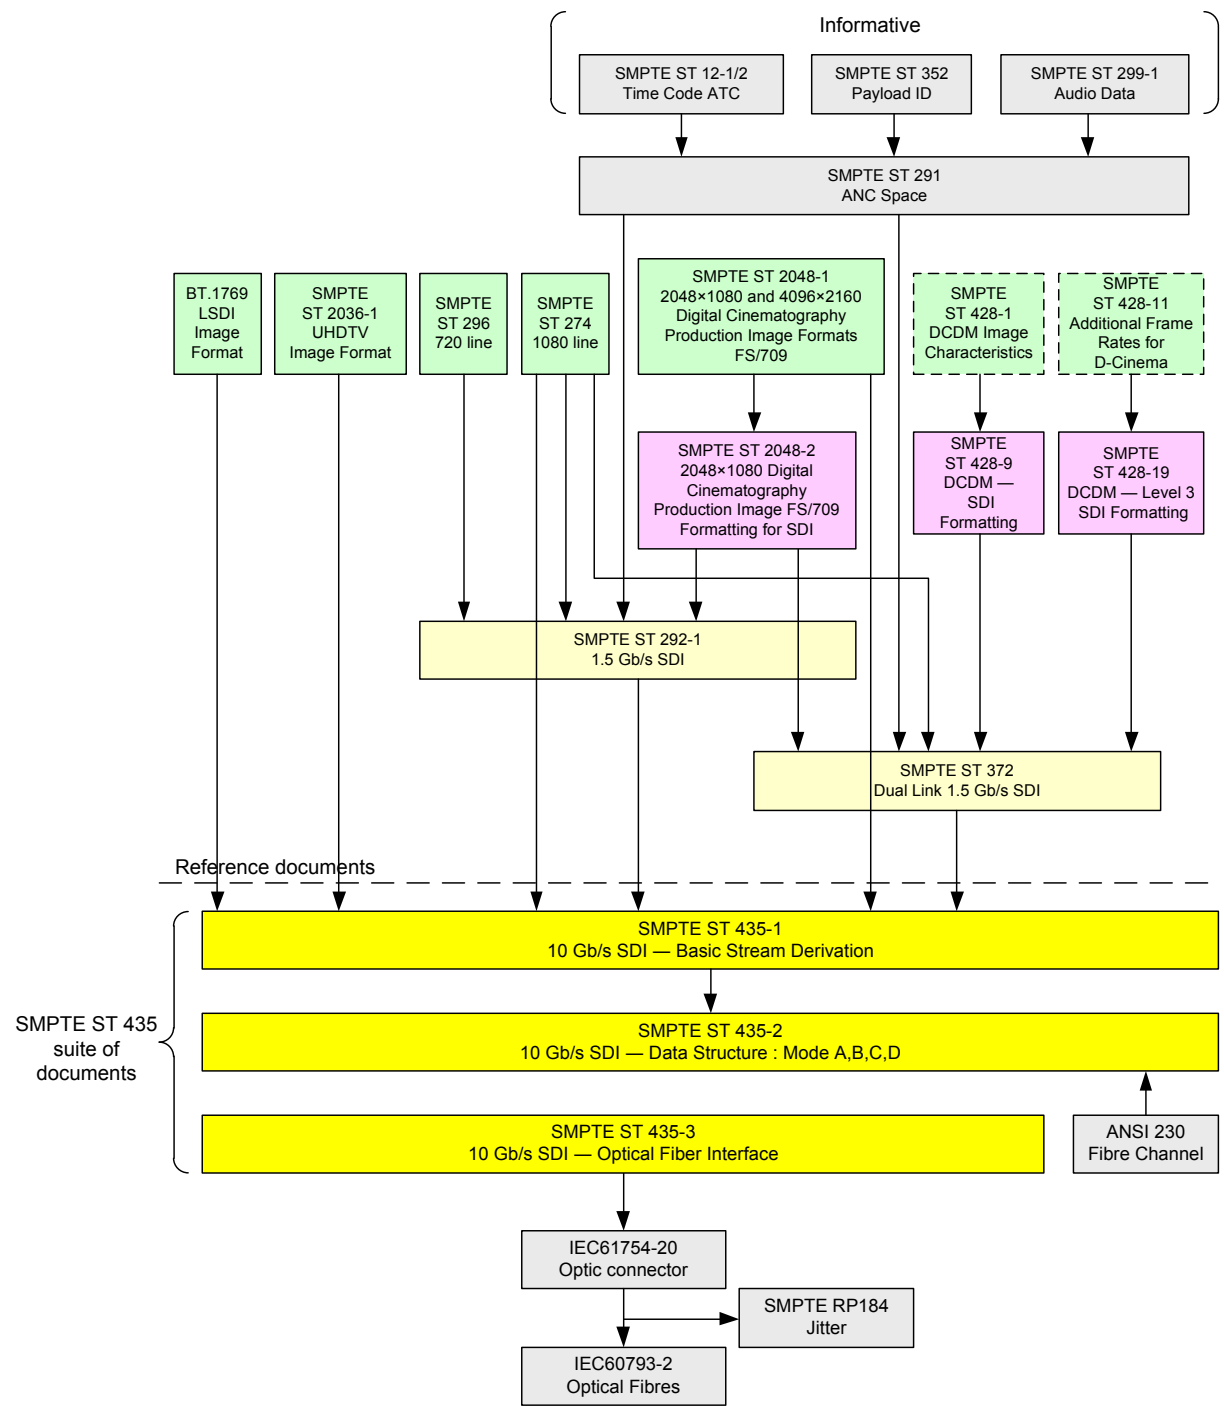 Informative
SMPTE ST 12-1/2
Time Code ATC
SMPTE ST 352
Payload ID
SMPTE ST 299-1
Audio Data
SMPTE ST 291
ANC Space
BT.1769
LSDI
Image
Format
SMPTE
ST 2036-1
UHDTV
Image Format
SMPTE
ST 296
720 line
SMPTE
ST 274
1080 line
SMPTE ST 2048-1
2048×1080 and 4096×2160
Digital Cinematography
Production Image Formats
FS/709
SMPTE
ST 428-1
DCDM Image
Characteristics
SMPTE
ST 428-11
Additional Frame
Rates for
D-Cinema
SMPTE ST 2048-2
2048×1080 Digital
Cinematography
Production Image FS/709
Formatting for SDI
SMPTE
ST 428-9
DCDM —
SDI
Formatting
SMPTE
ST 428-19
DCDM — Level 3
SDI Formatting
SMPTE ST 292-1
1.5 Gb/s SDI
SMPTE ST 372
Dual Link 1.5 Gb/s SDI
Reference documents
SMPTE ST 435
suite of
documents
SMPTE ST 435-1
10 Gb/s SDI — Basic Stream Derivation
SMPTE ST 435-2
10 Gb/s SDI — Data Structure : Mode A,B,C,D
SMPTE ST 435-3
10 Gb/s SDI — Optical Fiber Interface
ANSI 230
Fibre Channel
IEC61754-20
Optic connector
SMPTE RP184
Jitter
IEC60793-2
Optical Fibres